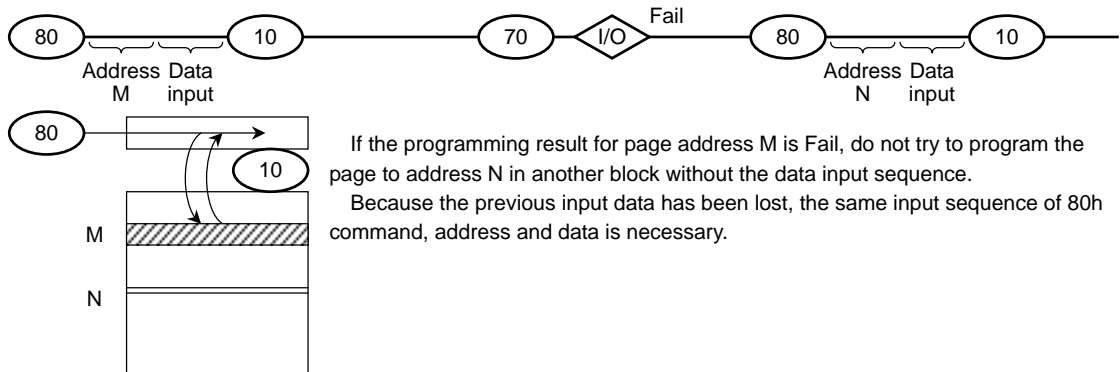 Fail
80 10 70 I/O 80 10
Address Data Address Data
M input N input
80
10
M
N
If the programming result for page address M is Fail, do not try to program the
page to address N in another block without the data input sequence.
Because the previous input data has been lost, the same input sequence of 80h
command, address and data is necessary.